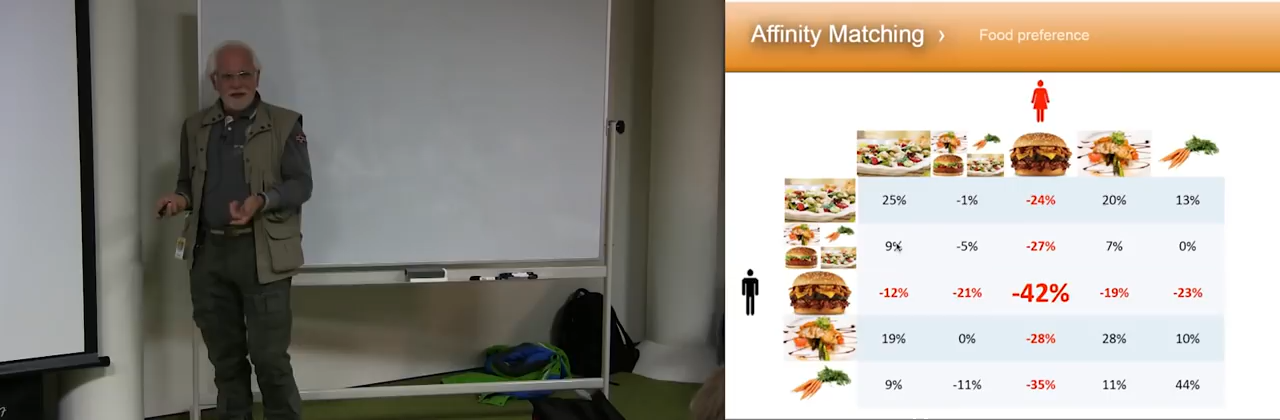 Affinity Matching › Food preference
25% -1% -24% 20% 13%
9% -5% -27% 7% 0%
-12% -21% -42% -19% -23%
19% 0% -28% 28% 10%
9% -11% -35% 11% 44%